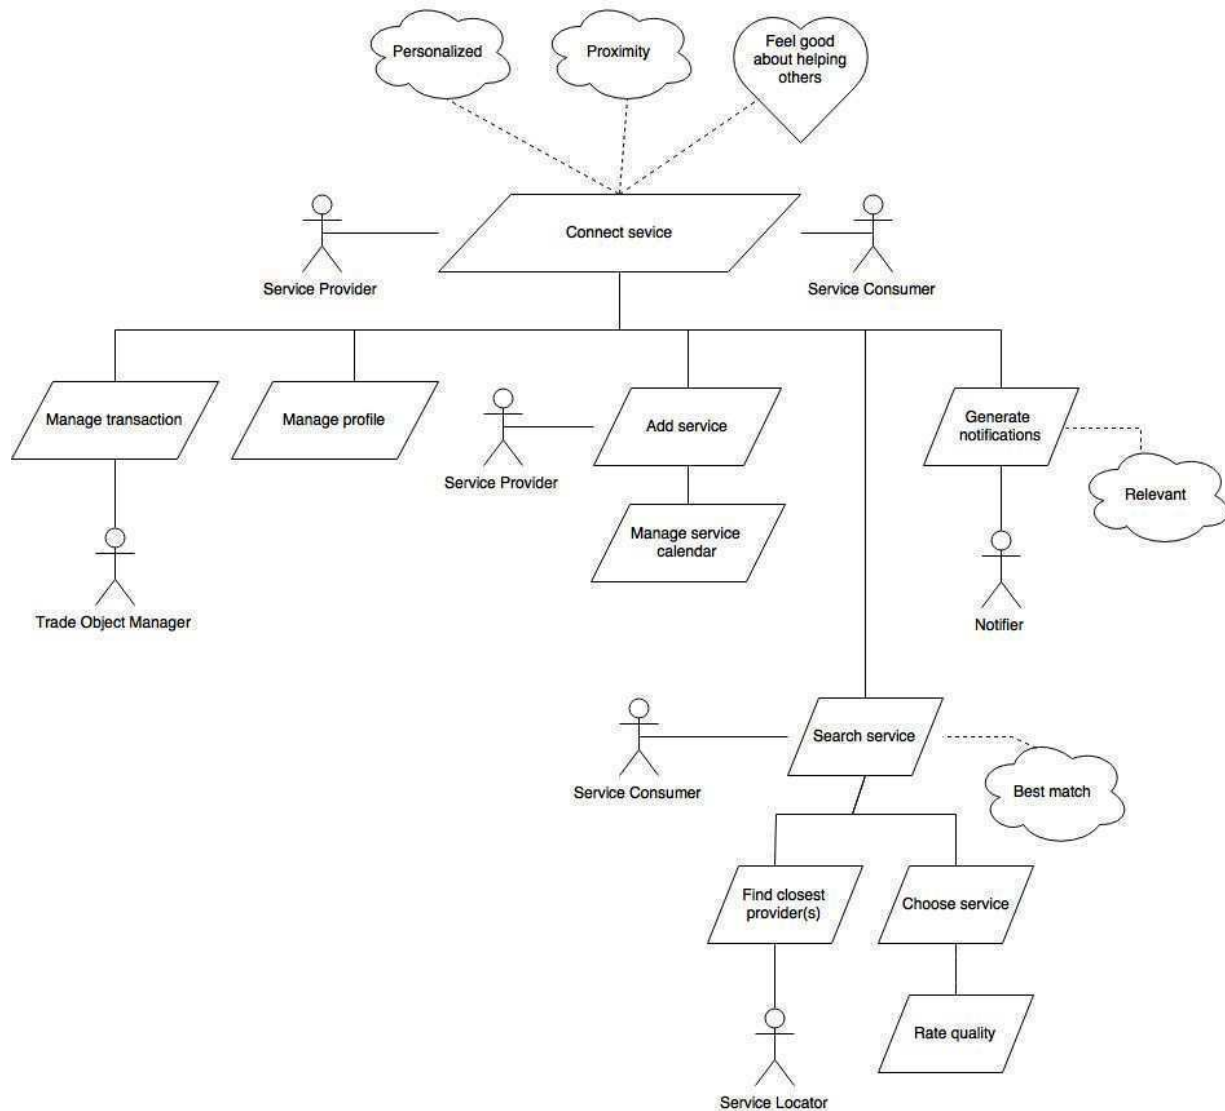 Personalized
Proximity
Feel good
about helping
others
Connect sevice
Service Provider
Service Consumer
Manage transaction
Manage profile
Add service
Generate
notifications
Service Provider
Relevant
Manage service
calendar
Trade Object Manager
Notifier
Search service
Service Consumer
Best match
Find closest
provider(s)
Choose service
Rate quality
Service Locator